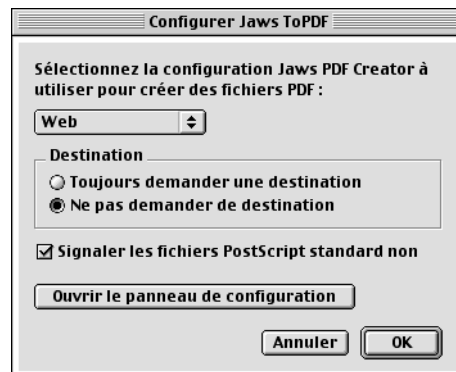 Configurer Jaws ToPDF
Sélectionnez la configuration Jaws PDF Creator à
utiliser pour créer des fichiers PDF :
Web
Destination
Toujours demander une destination
Ne pas demander de destination
Signaler les fichiers PostScript standard non
Ouvrir le panneau de configuration
Annuler
OK